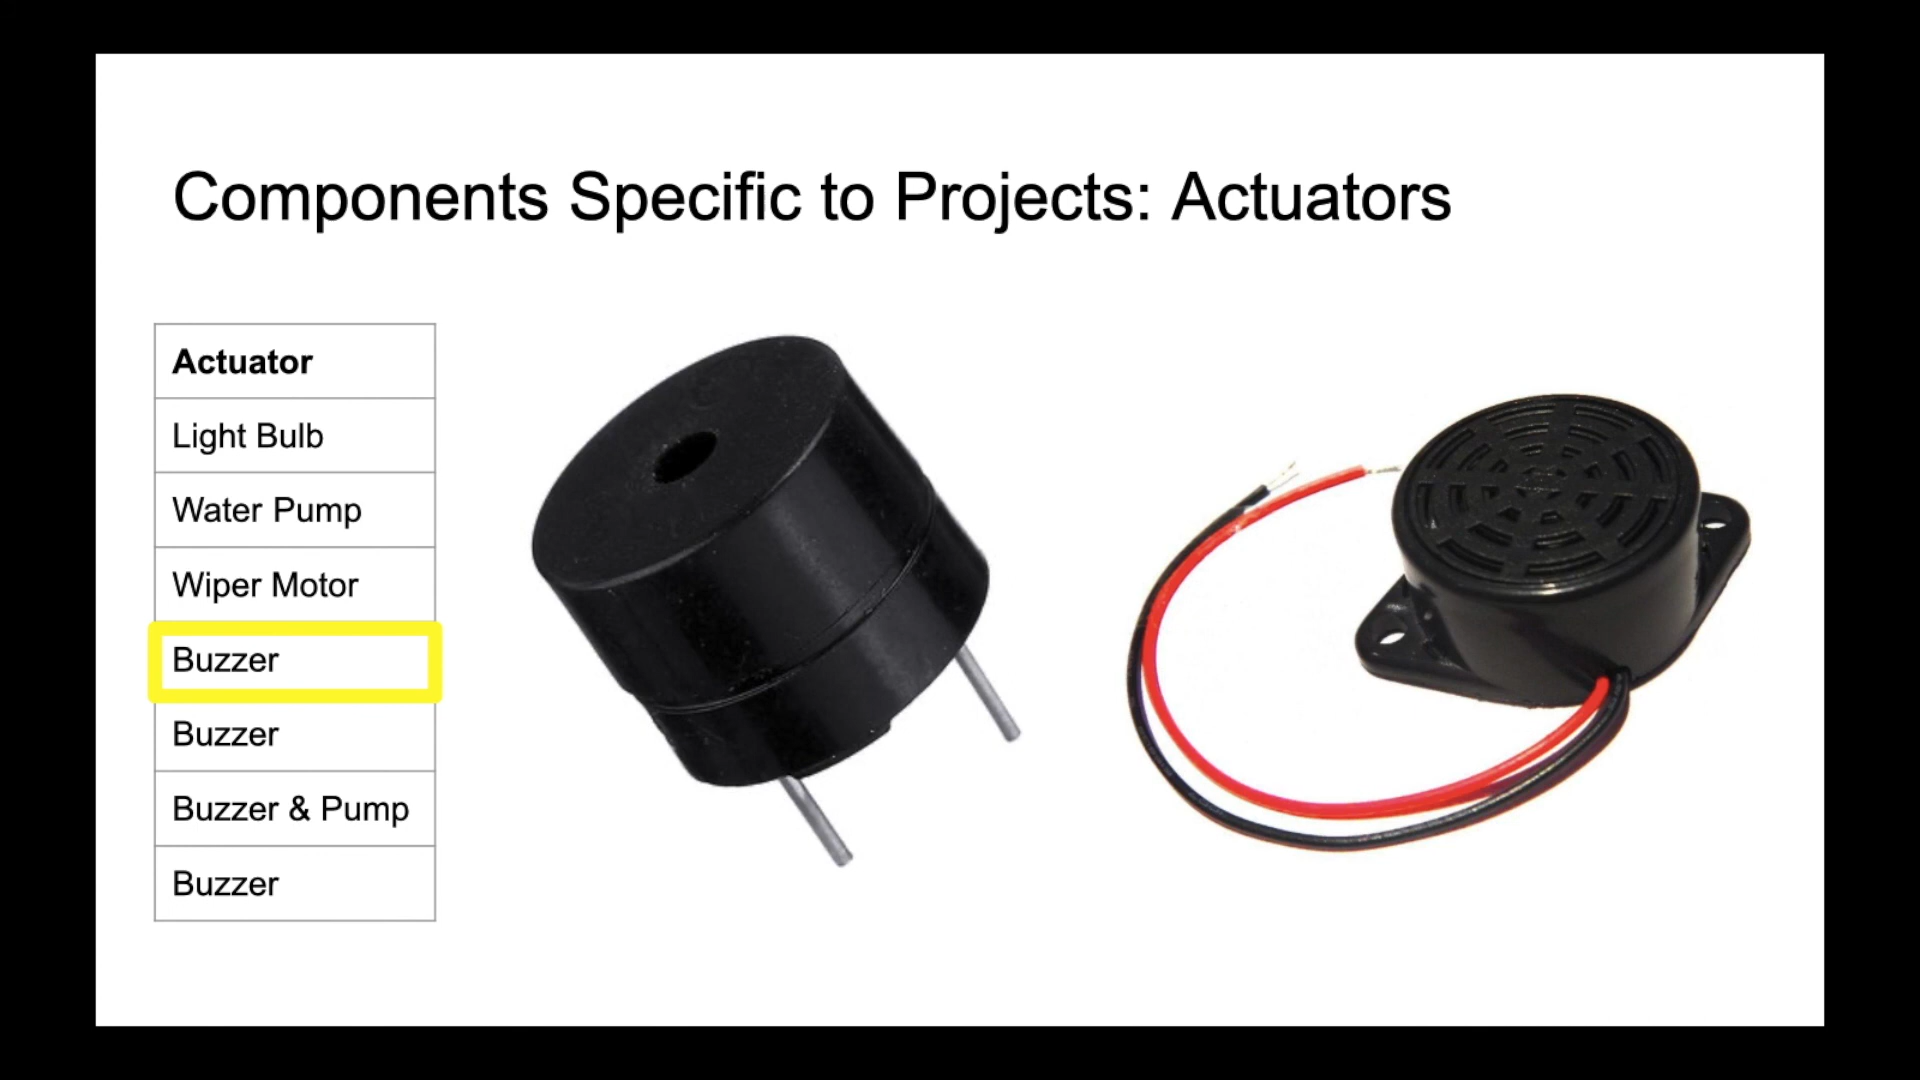 Components Specific to Projects: Actuators
Actuator
Light Bulb
Water Pump
Wiper Motor
Buzzer
Buzzer
Buzzer & Pump
Buzzer